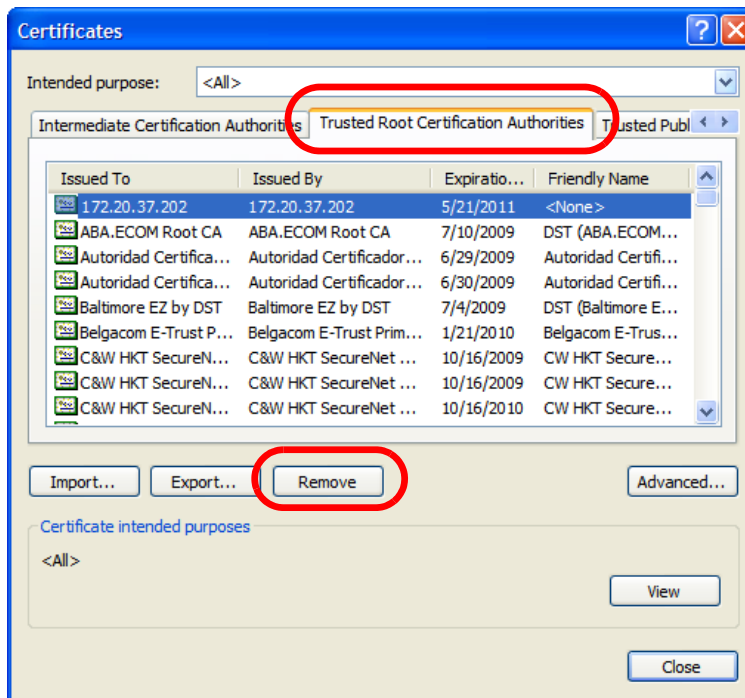 Certificates
Intended purpose: <All>
Intermediate Certification Authorities Trusted Root Certification Authorities Trusted Publ
Issued To Issued By Expiratio... Friendly Name
172.20.37.202 172.20.37.202 5/21/2011 <None>
ABA.ECOM Root CA ABA.ECOM Root CA 7/10/2009 DST (ABA.ECOM...
Autoridad Certifica... Autoridad Certificador... 6/29/2009 Autoridad Certifi...
Autoridad Certifica... Autoridad Certificador... 6/30/2009 Autoridad Certifi...
Baltimore EZ by DST Baltimore EZ by DST 7/4/2009 DST (Baltimore E...
Belgacom E-Trust P... Belgacom E-Trust Prim... 1/21/2010 Belgacom E-Trus...
C&W HKT SecureN... C&W HKT SecureNet ... 10/16/2009 CW HKT Secure...
C&W HKT SecureN... C&W HKT SecureNet ... 10/16/2009 CW HKT Secure...
C&W HKT SecureN... C&W HKT SecureNet ... 10/16/2010 CW HKT Secure...
Import... Export... Remove Advanced...
Certificate intended purposes
<All>
View
Close